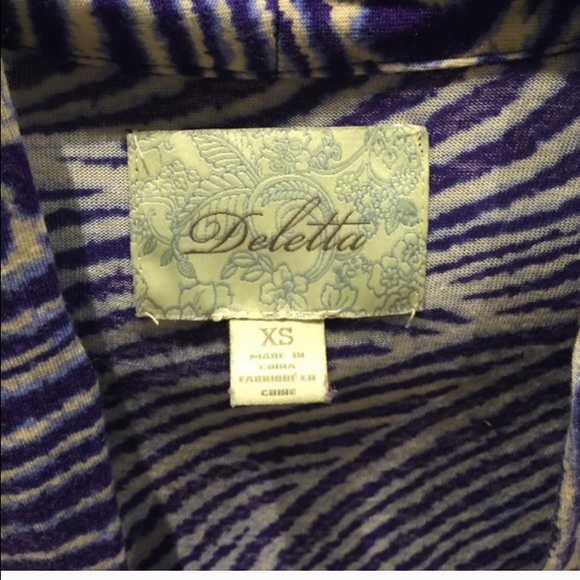 Deletta
XS
MADE IN
CHINA
FABRIQUÉ EN
CHINE